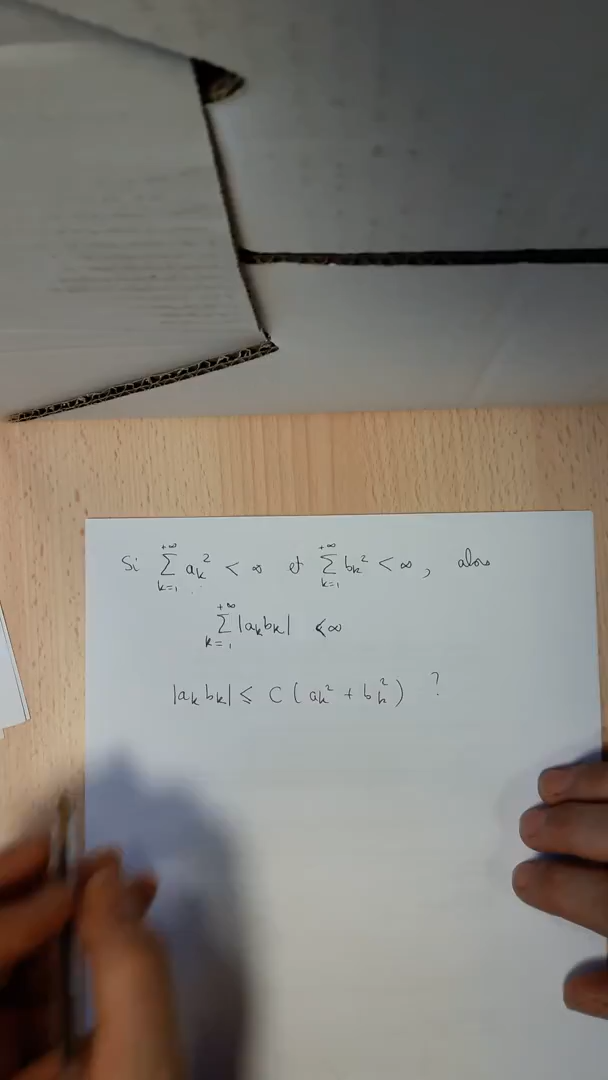 Si ∑_{k=1}^{+∞} a_k² < ∞ et ∑_{k=1}^{+∞} b_k² < ∞, alors
∑_{k=1}^{+∞} |a_k b_k| < ∞
|a_k b_k| ⩽ C (a_k² + b_k²) ?